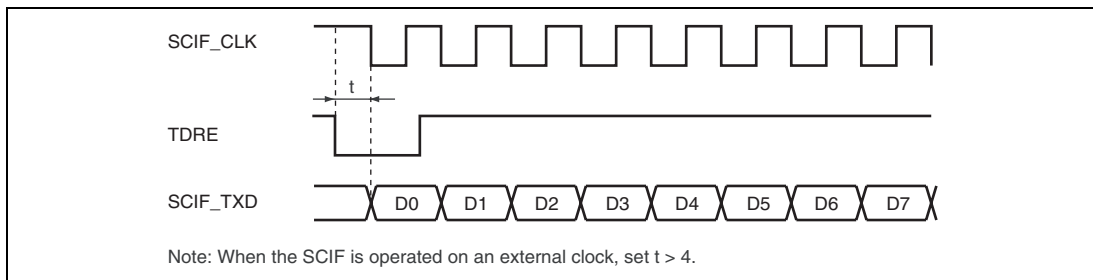 SCIF_CLK
t
TDRE
SCIF_TXD D0 D1 D2 D3 D4 D5 D6 D7
Note: When the SCIF is operated on an external clock, set t > 4.